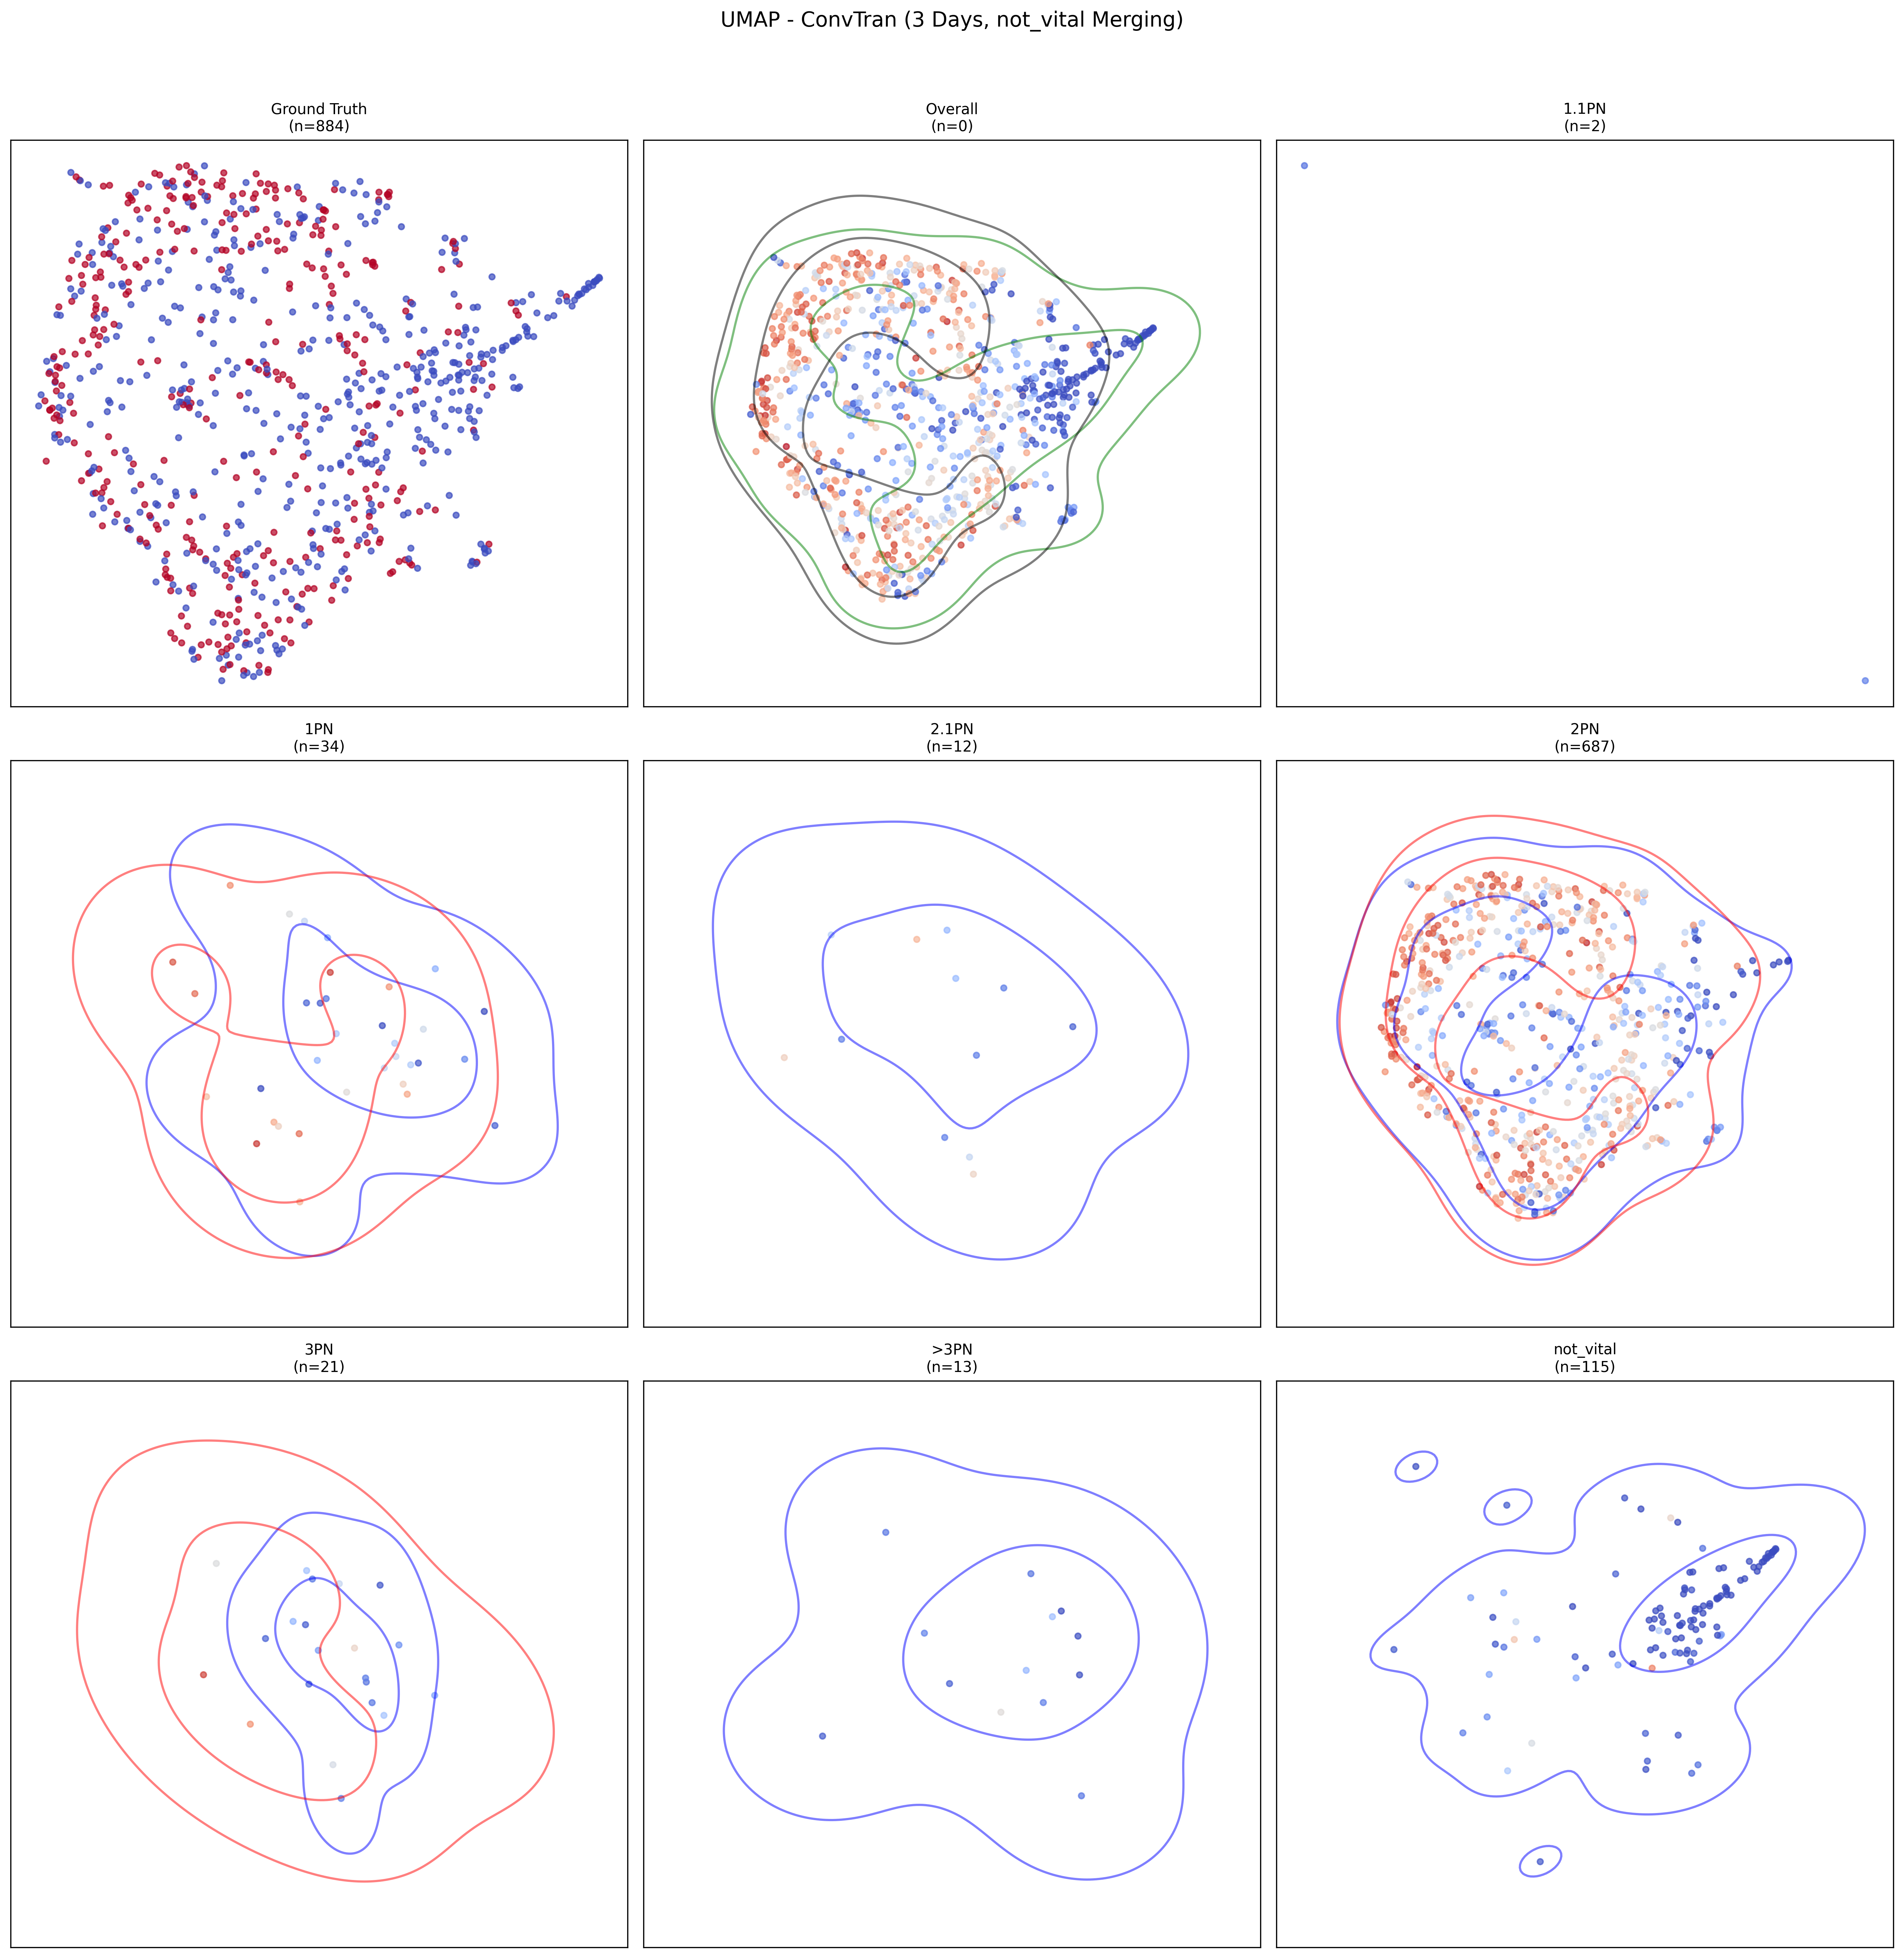 UMAP - ConvTran (3 Days, not_vital Merging)
Ground Truth
(n=884)
Overall
(n=0)
1.1PN
(n=2)
1PN
(n=34)
2.1PN
(n=12)
2PN
(n=687)
3PN
(n=21)
>3PN
(n=13)
not_vital
(n=115)